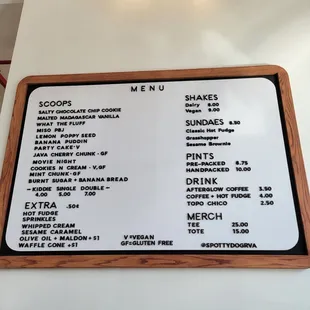 MENU
SCOOPS
SALTY CHOCOLATE CHIP COOKIE
MALTED MADAGASCAR VANILLA
WHAT THE FLUFF
MISO PBJ
LEMON POPPY SEED
BANANA PUDDIN
PARTY CAKE V
JAVA CHERRY CHUNK - GF
MOVIE NIGHT
COOKIES N CREAM - V, GF
MINT CHUNK - GF
BURNT SUGAR + BANANA BREAD
- KIDDIE SINGLE DOUBLE -
4.00 5.00 7.00
EXTRA .50¢
HOT FUDGE
SPRINKLES
WHIPPED CREAM
SESAME CARAMEL
OLIVE OIL + MALDON +$1
WAFFLE CONE +$1
V=VEGAN
GF=GLUTEN FREE
SHAKES
Dairy 8.00
Vegan 9.00
SUNDAES 8.50
Classic Hot Fudge
Grasshopper
Sesame Brownie
PINTS
PRE-PACKED 8.75
HANDPACKED 10.00
DRINK
AFTERGLOW COFFEE 3.50
COFFEE + HOT FUDGE 4.00
TOPO CHICO 2.50
MERCH
TEE 25.00
TOTE 15.00
@SPOTTYDOGRVA